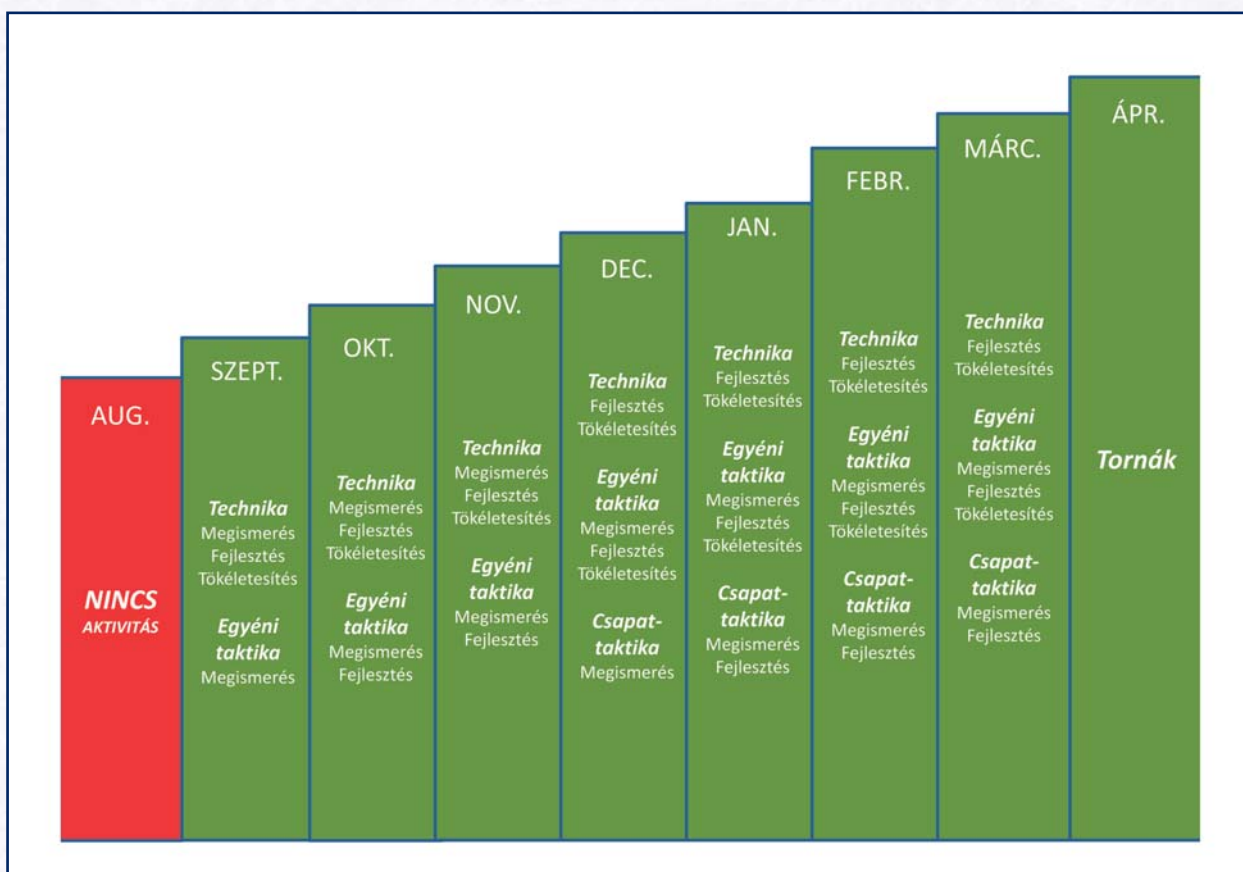 AUG.
NINCS
AKTIVITÁS
SZEPT.
Technika
Megismerés
Fejlesztés
Tökéletesítés
Egyéni
taktika
Megismerés
OKT.
Technika
Megismerés
Fejlesztés
Tökéletesítés
Egyéni
taktika
Megismerés
Fejlesztés
NOV.
Technika
Megismerés
Fejlesztés
Tökéletesítés
Egyéni
taktika
Megismerés
Fejlesztés
DEC.
Technika
Fejlesztés
Tökéletesítés
Egyéni
taktika
Megismerés
Fejlesztés
Tökéletesítés
Csapat-
taktika
Megismerés
JAN.
Technika
Fejlesztés
Tökéletesítés
Egyéni
taktika
Megismerés
Fejlesztés
Tökéletesítés
Csapat-
taktika
Megismerés
Fejlesztés
FEBR.
Technika
Fejlesztés
Tökéletesítés
Egyéni
taktika
Megismerés
Fejlesztés
Tökéletesítés
Csapat-
taktika
Megismerés
Fejlesztés
MÁRC.
Technika
Fejlesztés
Tökéletesítés
Egyéni
taktika
Megismerés
Fejlesztés
Tökéletesítés
Csapat-
taktika
Megismerés
Fejlesztés
ÁPR.
Tornák